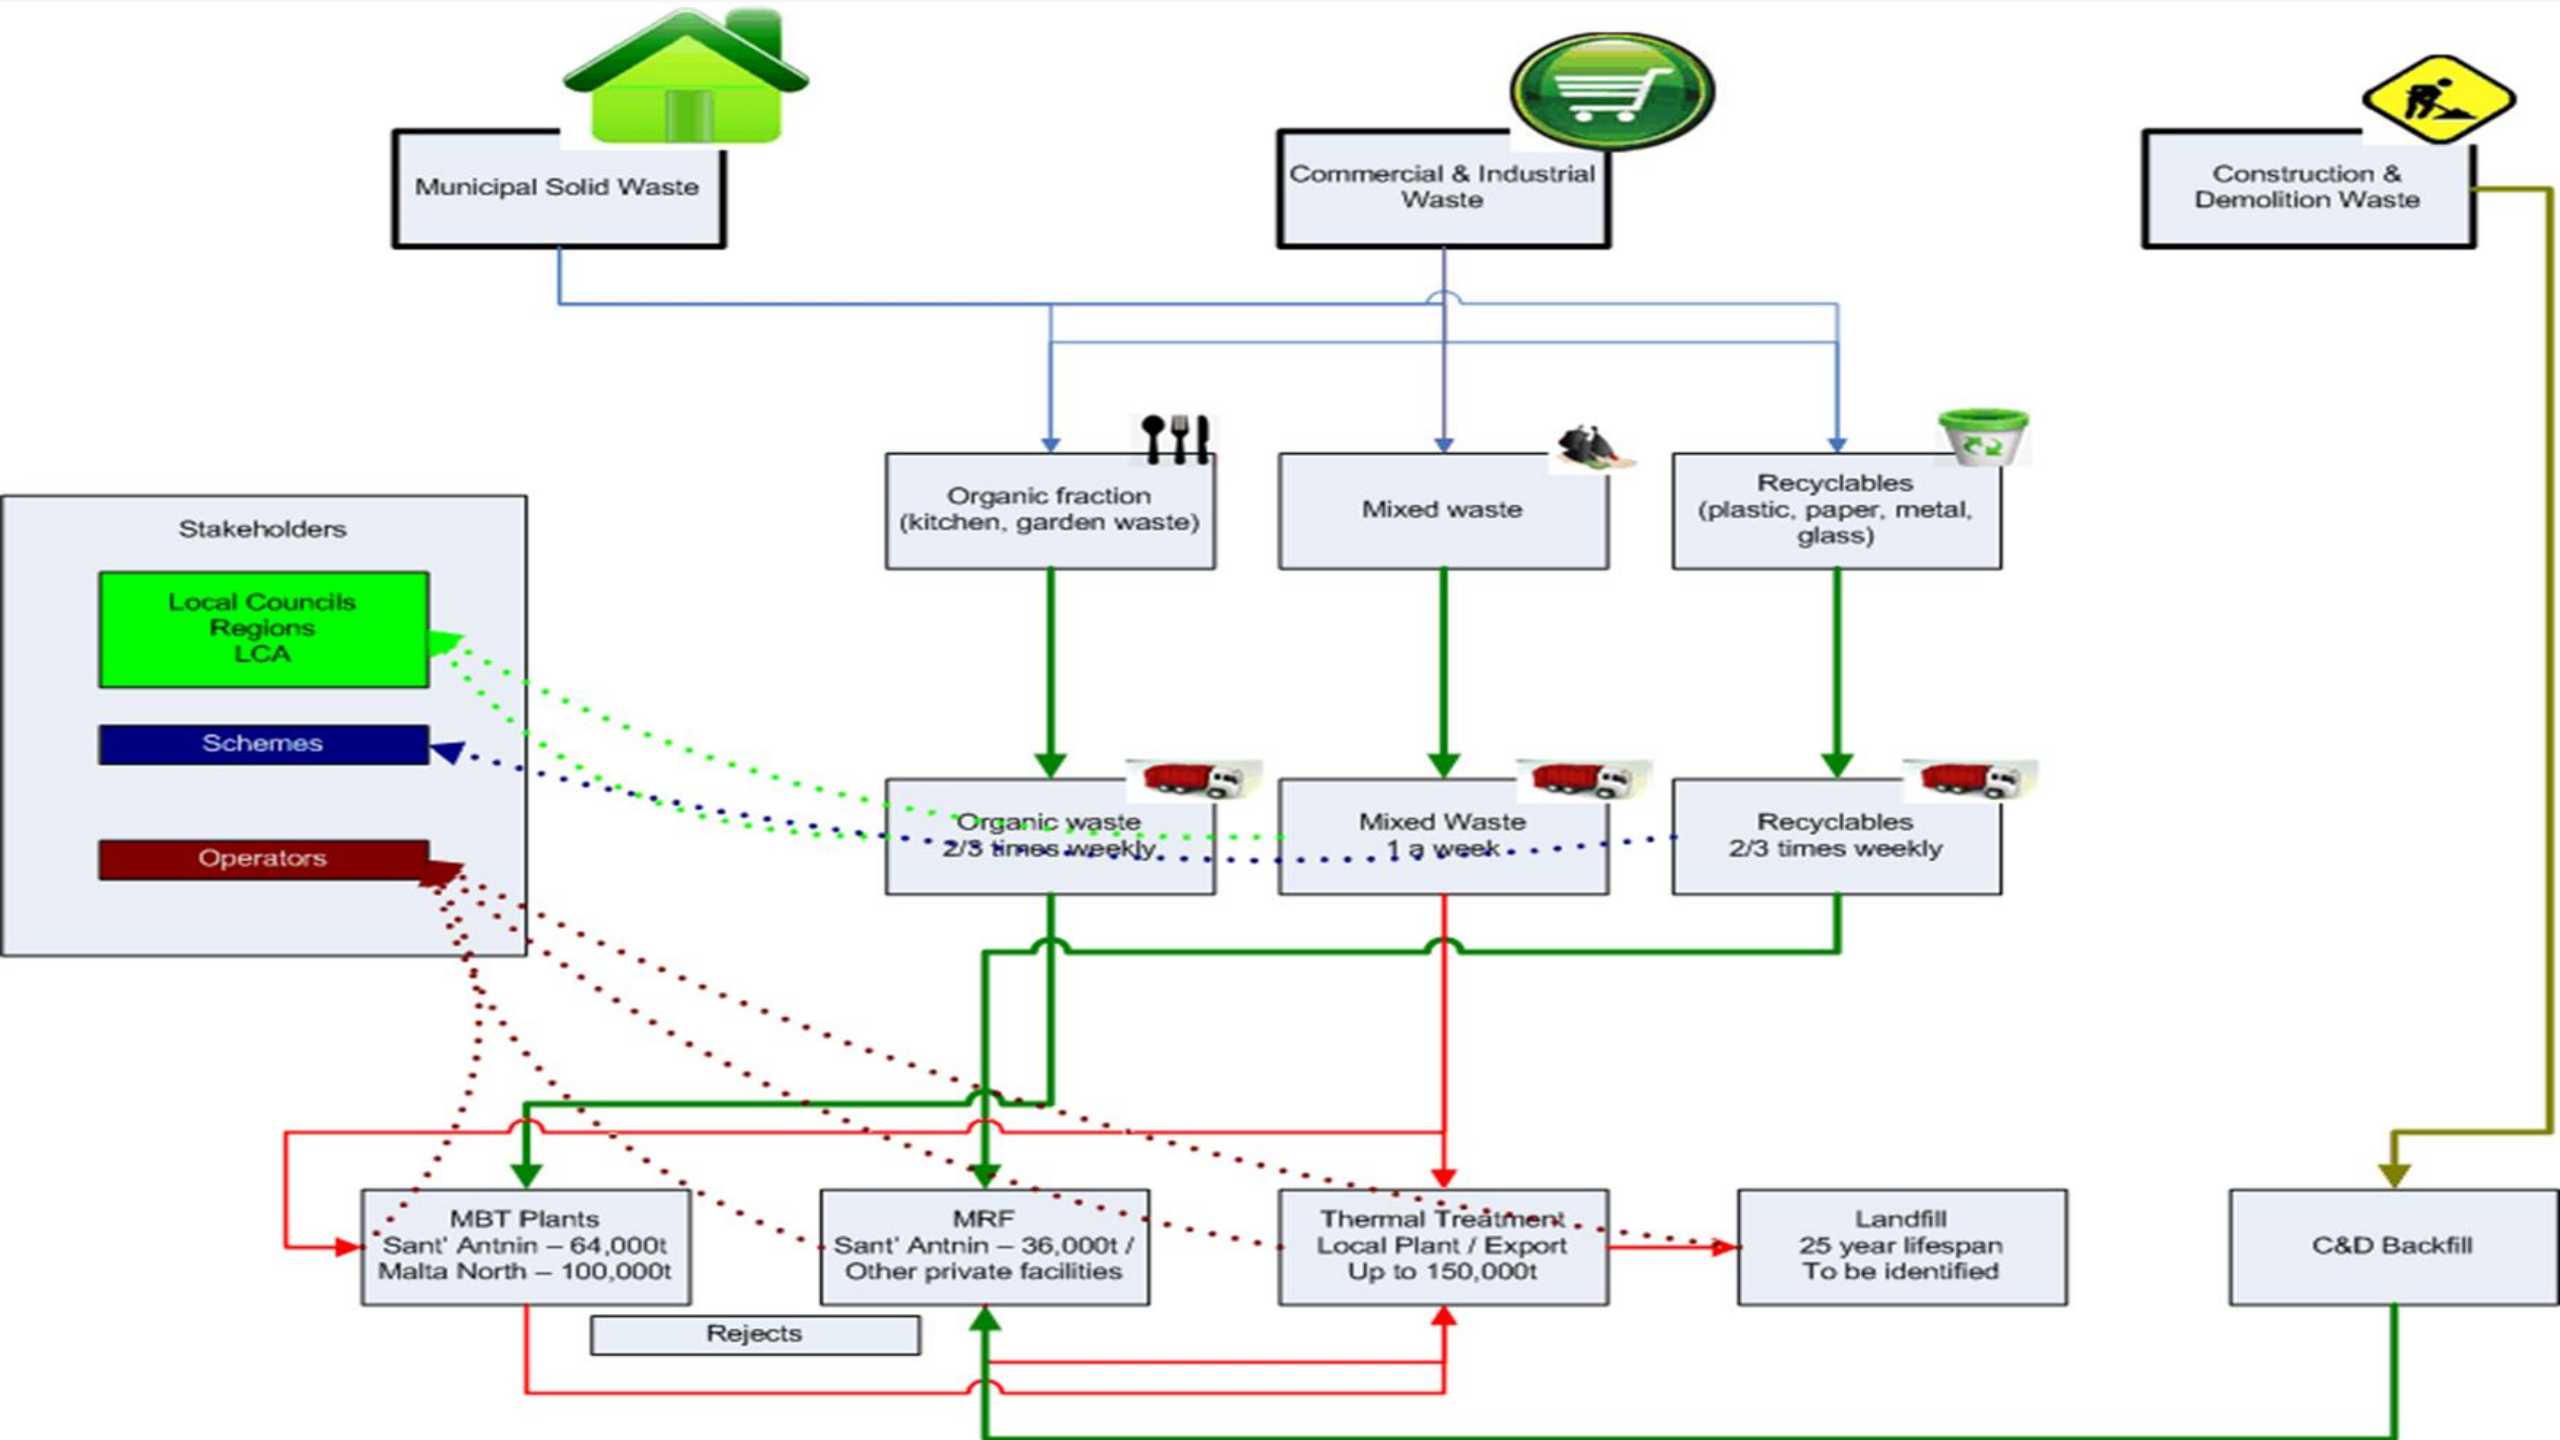 Municipal Solid Waste
Commercial & Industrial
Waste
Construction &
Demolition Waste
Organic fraction
(kitchen, garden waste)
Mixed waste
Recyclables
(plastic, paper, metal,
glass)
Stakeholders
Local Councils
Regions
LCA
Schemes
Operators
Organic waste
2/3 times weekly
Mixed Waste
1 a week
Recyclables
2/3 times weekly
MBT Plants
Sant' Antnin – 64,000t
Malta North – 100,000t
MRF
Sant' Antnin – 36,000t /
Other private facilities
Thermal Treatment
Local Plant / Export
Up to 150,000t
Landfill
25 year lifespan
To be identified
C&D Backfill
Rejects